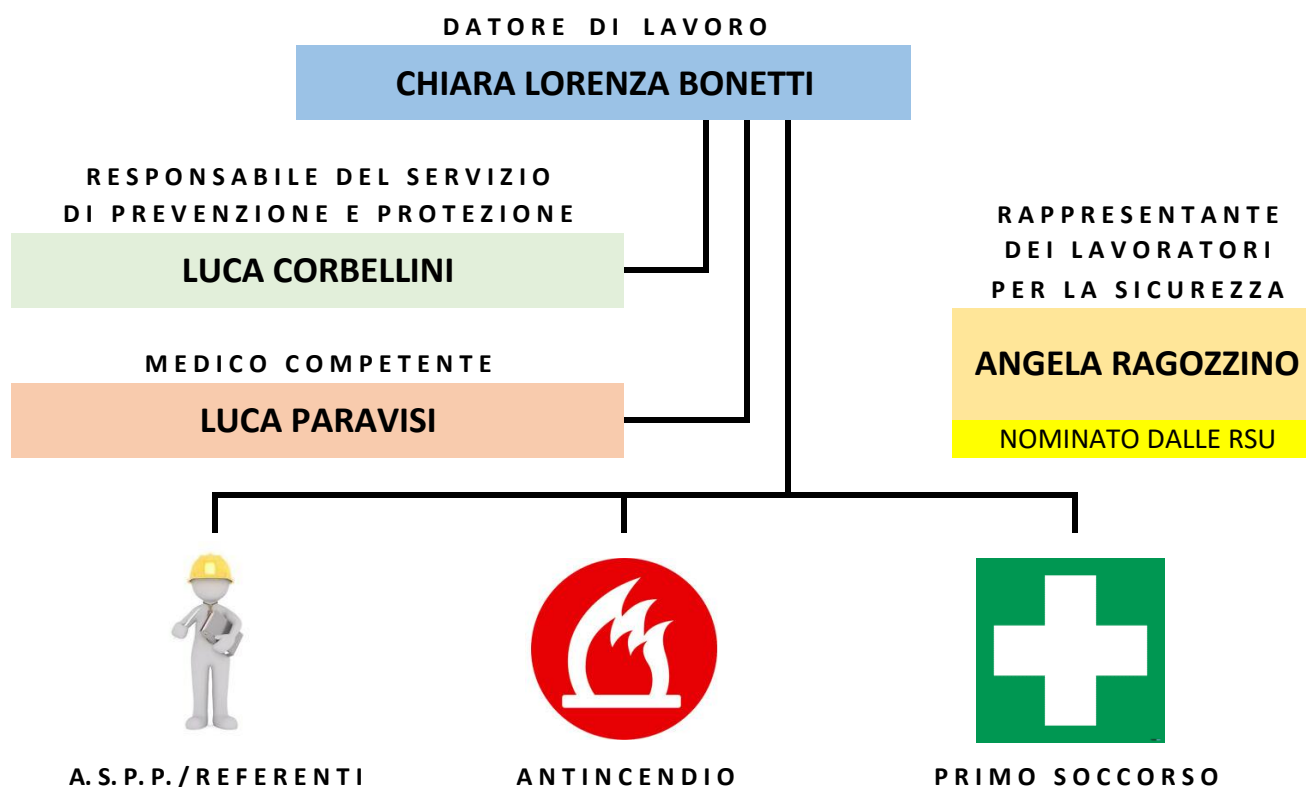 DATORE DI LAVORO
CHIARA LORENZA BONETTI
RESPONSABILE DEL SERVIZIO
DI PREVENZIONE E PROTEZIONE
LUCA CORBELLINI
MEDICO COMPETENTE
LUCA PARAVISI
RAPPRESENTANTE
DEI LAVORATORI
PER LA SICUREZZA
ANGELA RAGOZZINO
NOMINATO DALLE RSU
A.S.P.P./REFERENTI
ANTINCENDIO
PRIMO SOCCORSO